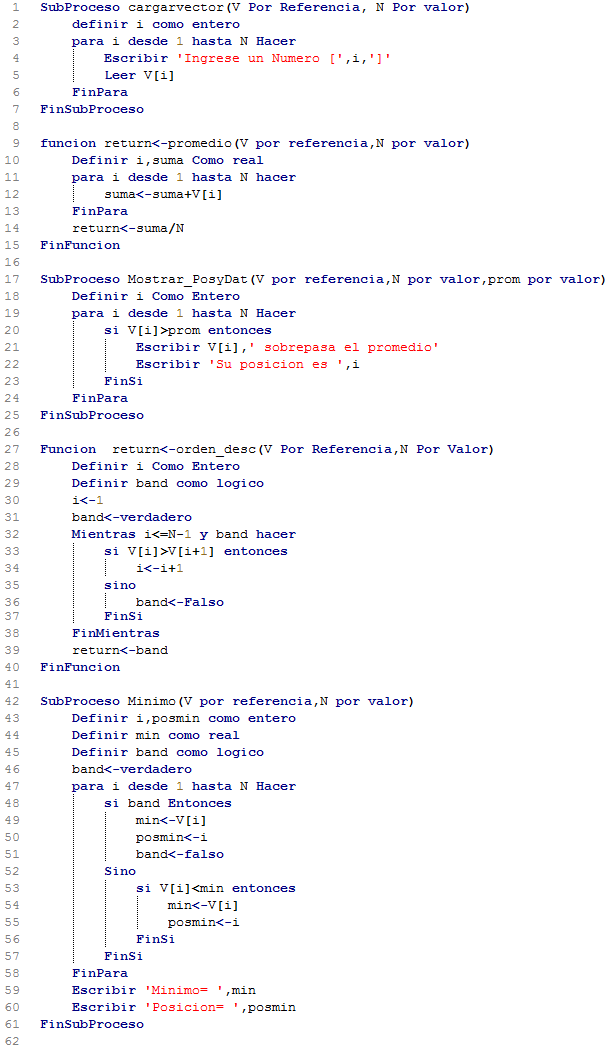 1 SubProceso cargarvector(V Por Referencia, N Por valor)
2 definir i como entero
3 para i desde 1 hasta N Hacer
4 Escribir 'Ingrese un Numero [',i,']'
5 Leer V[i]
6 FinPara
7 FinSubProceso
8
9 funcion return<-promedio(V por referencia,N por valor)
10 Definir i,suma Como real
11 para i desde 1 hasta N hacer
12 suma<-suma+V[i]
13 FinPara
14 return<-suma/N
15 FinFuncion
16
17 SubProceso Mostrar_PosyDat(V por referencia,N por valor,prom por valor)
18 Definir i Como Entero
19 para i desde 1 hasta N Hacer
20 si V[i]>prom entonces
21 Escribir V[i],' sobrepasa el promedio'
22 Escribir 'Su posicion es ',i
23 FinSi
24 FinPara
25 FinSubProceso
26
27 Funcion  return<-orden_desc(V Por Referencia,N Por Valor)
28 Definir i Como Entero
29 Definir band como logico
30 i<-1
31 band<-verdadero
32 Mientras i<=N-1 y band hacer
33 si V[i]>V[i+1] entonces
34 i<-i+1
35 sino
36 band<-Falso
37 FinSi
38 FinMientras
39 return<-band
40 FinFuncion
41
42 SubProceso Minimo(V por referencia,N por valor)
43 Definir i,posmin como entero
44 Definir min como real
45 Definir band como logico
46 band<-verdadero
47 para i desde 1 hasta N Hacer
48 si band Entonces
49 min<-V[i]
50 posmin<-i
51 band<-falso
52 Sino
53 si V[i]<min entonces
54 min<-V[i]
55 posmin<-i
56 FinSi
57 FinSi
58 FinPara
59 Escribir 'Minimo= ',min
60 Escribir 'Posicion= ',posmin
61 FinSubProceso
62